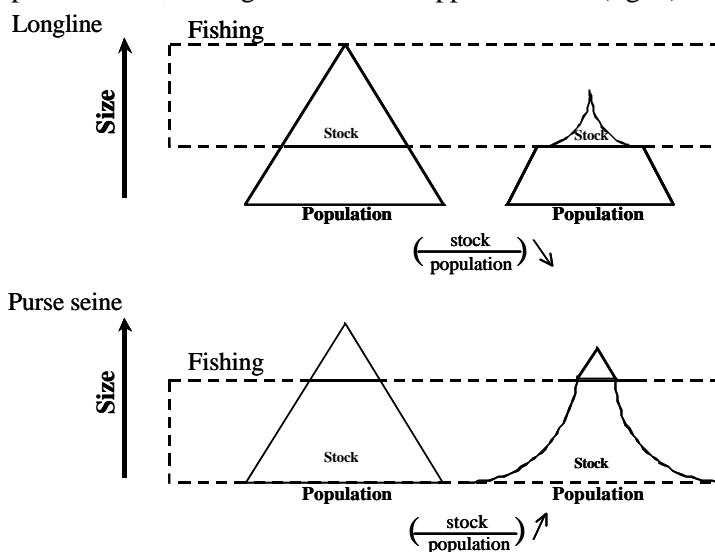 Longline
Fishing
Size
Stock
Stock
Population
Population
stock
population
Purse seine
Fishing
Size
Stock
Stock
Population
Population
stock
population